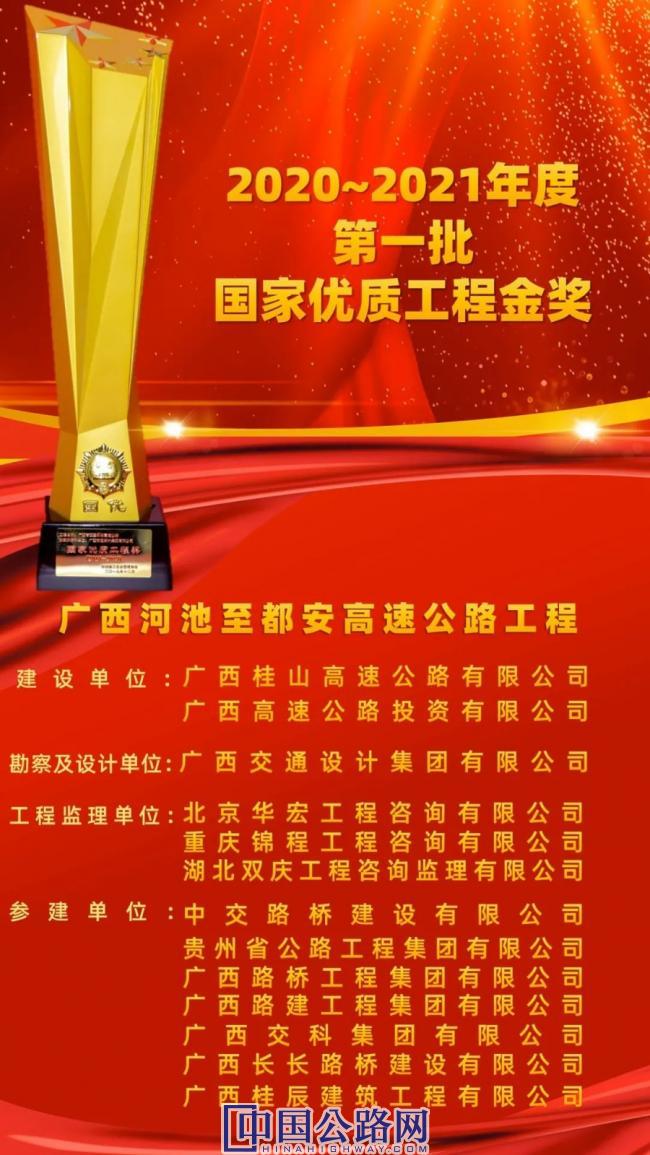 2020~2021年度
第一批
国家优质工程金奖
国优
国家优质工程奖
广西河池至都安高速公路工程
建设单位:广西桂山高速公路有限公司
广西高速公路投资有限公司
勘察及设计单位:广西交通设计集团有限公司
工程监理单位:北京华宏工程咨询有限公司
重庆锦程工程咨询有限公司
湖北双庆工程咨询监理有限公司
参建单位:中交路桥建设有限公司
贵州省公路工程集团有限公司
广西路桥工程集团有限公司
广西路建工程集团有限公司
广西交科集团有限公司
广西长长路桥建设有限公司
广西桂辰建筑工程有限公司
中国公路网
HINAHIGHWAY.COM